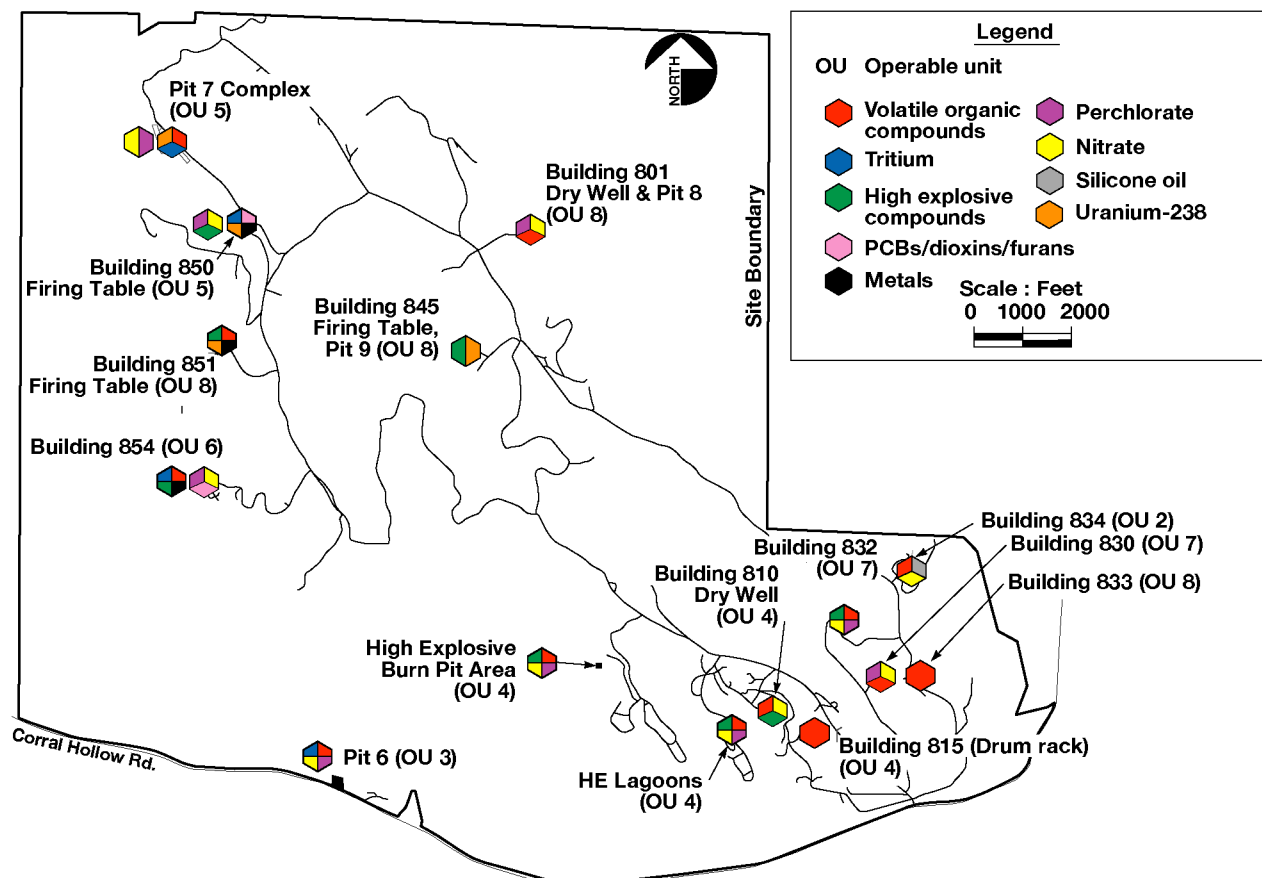 Legend
OU Operable unit
Volatile organic
compounds
Tritium
High explosive
compounds
PCBs/dioxins/furans
Metals
Perchlorate
Nitrate
Silicone oil
Uranium-238
Scale : Feet
0 1000 2000
NORTH
Site Boundary
Pit 7 Complex
(OU 5)
Building 801
Dry Well & Pit 8
(OU 8)
Building 850
Firing Table (OU 5)
Building 845
Firing Table,
Pit 9 (OU 8)
Building 851
Firing Table (OU 8)
Building 854 (OU 6)
Building 834 (OU 2)
Building 830 (OU 7)
Building 832
(OU 7)
Building 833 (OU 8)
Building 810
Dry Well
(OU 4)
High Explosive
Burn Pit Area
(OU 4)
Building 815 (Drum rack)
(OU 4)
HE Lagoons
(OU 4)
Pit 6 (OU 3)
Corral Hollow Rd.